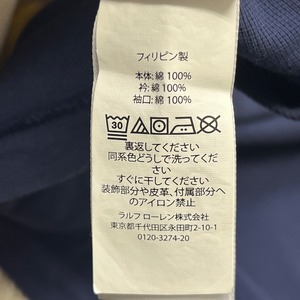 フィリピン製
本体: 綿 100%
衿: 綿 100%
袖口: 綿 100%
30
裏返してください
同系色どうしで洗ってくだ
さい
すぐに干してください
装飾部分や皮革、付属部分へ
のアイロン禁止
ラルフ ローレン株式会社
東京都千代田区永田町2-10-1
0120-3274-20